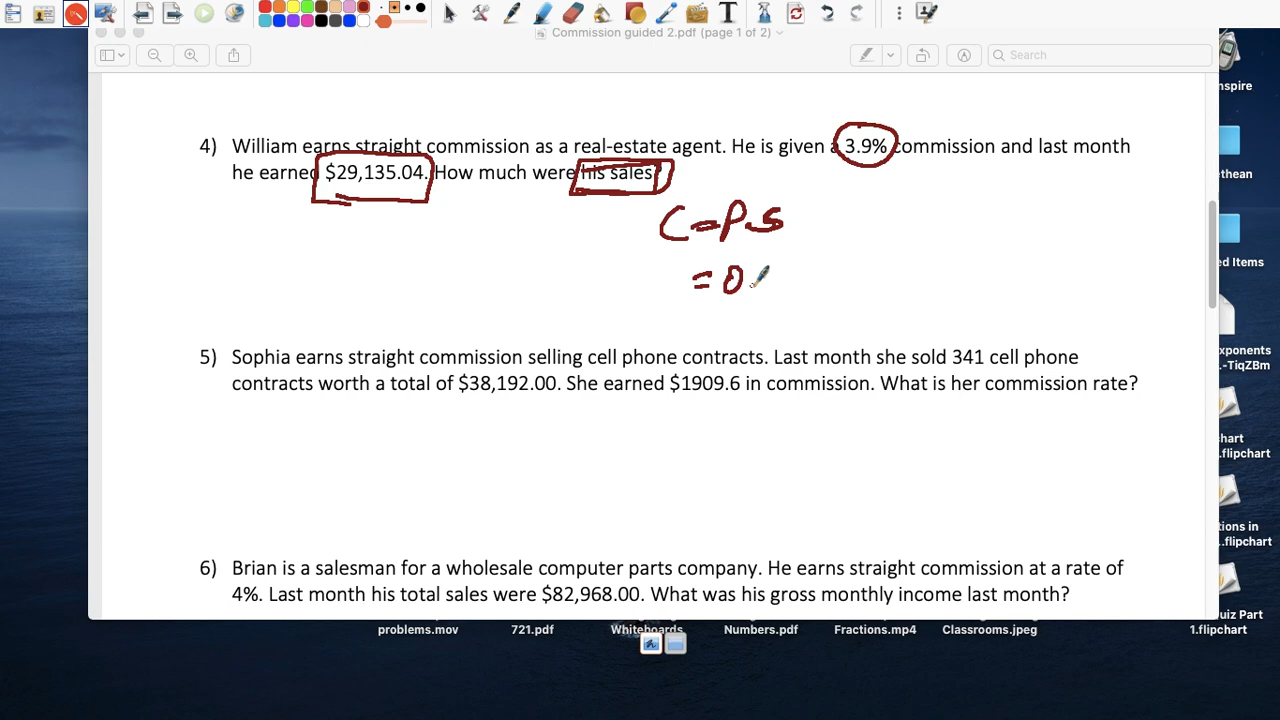 Commission guided 2.pdf (page 1 of 2)
Search
4) William earns straight commission as a real-estate agent. He is given a 3.9% commission and last month
he earned $29,135.04. How much were his sales?
C=P.S
= 0.
5) Sophia earns straight commission selling cell phone contracts. Last month she sold 341 cell phone
contracts worth a total of $38,192.00. She earned $1909.6 in commission. What is her commission rate?
6) Brian is a salesman for a wholesale computer parts company. He earns straight commission at a rate of
4%. Last month his total sales were $82,968.00. What was his gross monthly income last month?
nspire
ethean
ted Items
xponents
L-TiqZBm
chart
.flipchart
tions in
...flipchart
Quiz Part
1.flipchart
problems.mov
721.pdf
Whiteboards
Numbers.pdf
Fractions.mp4
Classrooms.jpeg